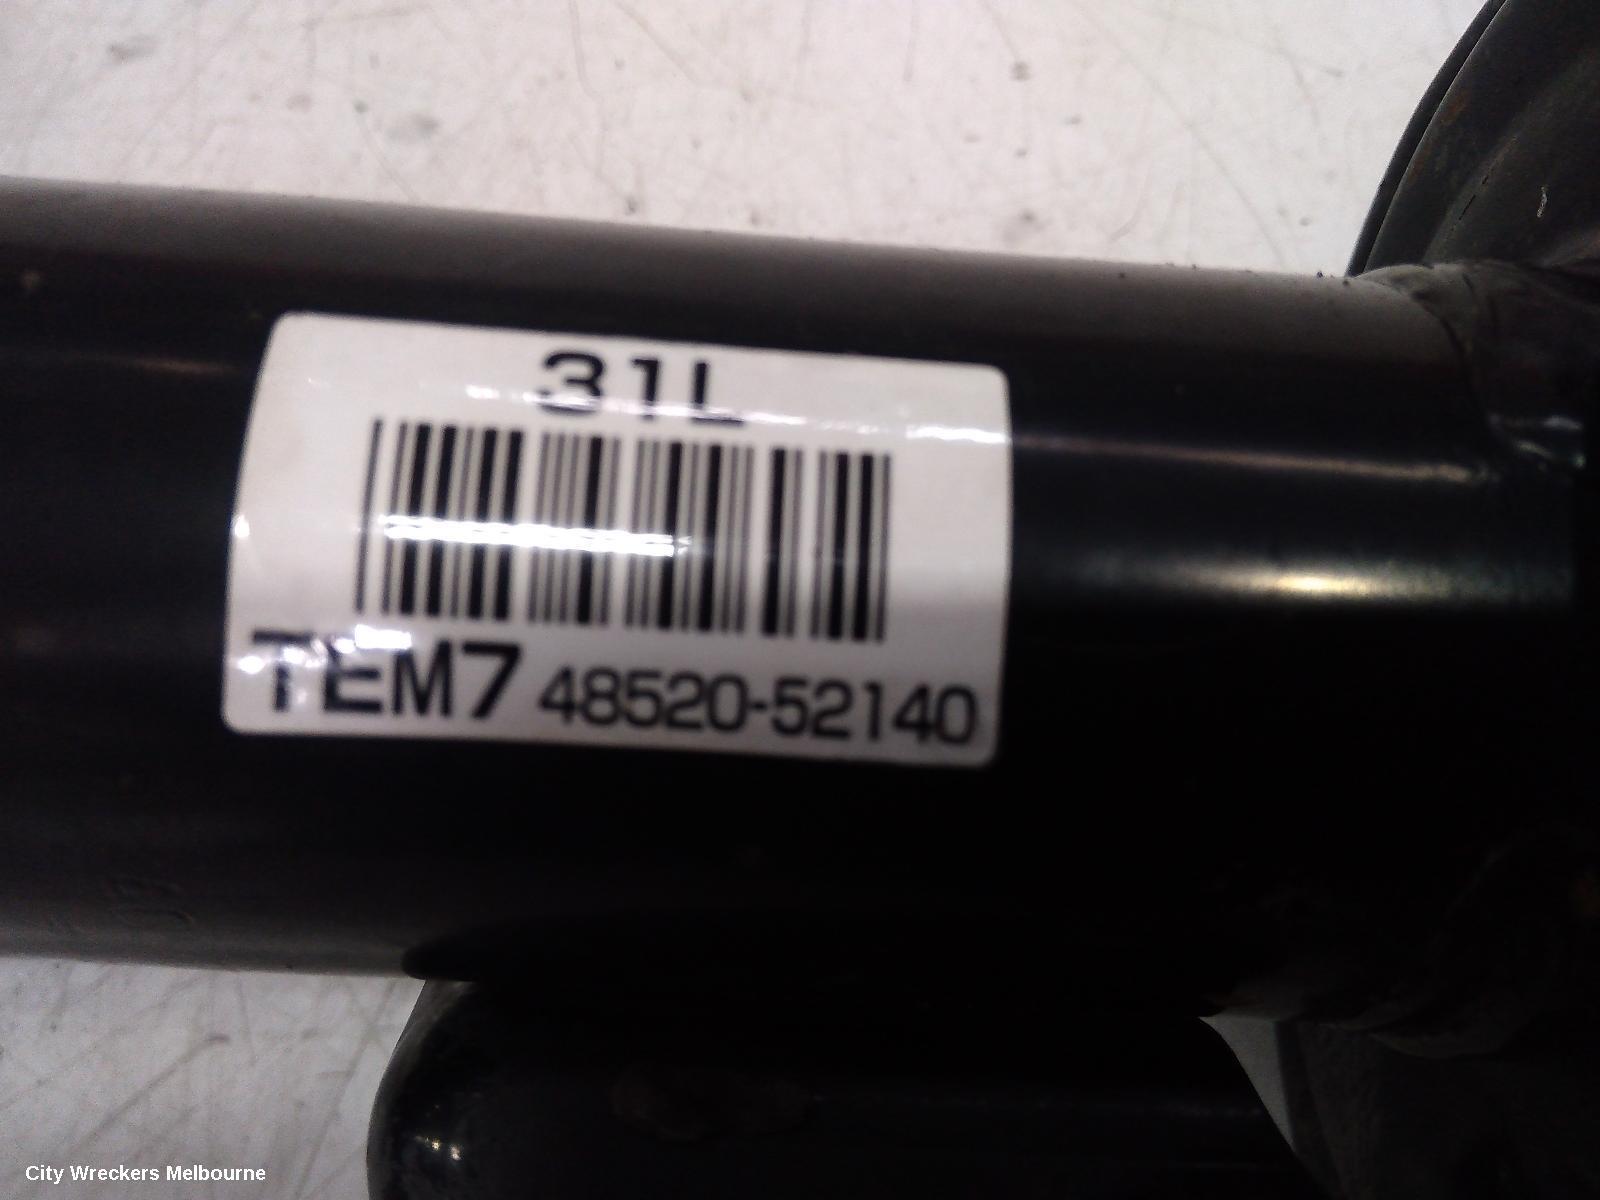 31L
TEM7 48520-52140
City Wreckers Melbourne